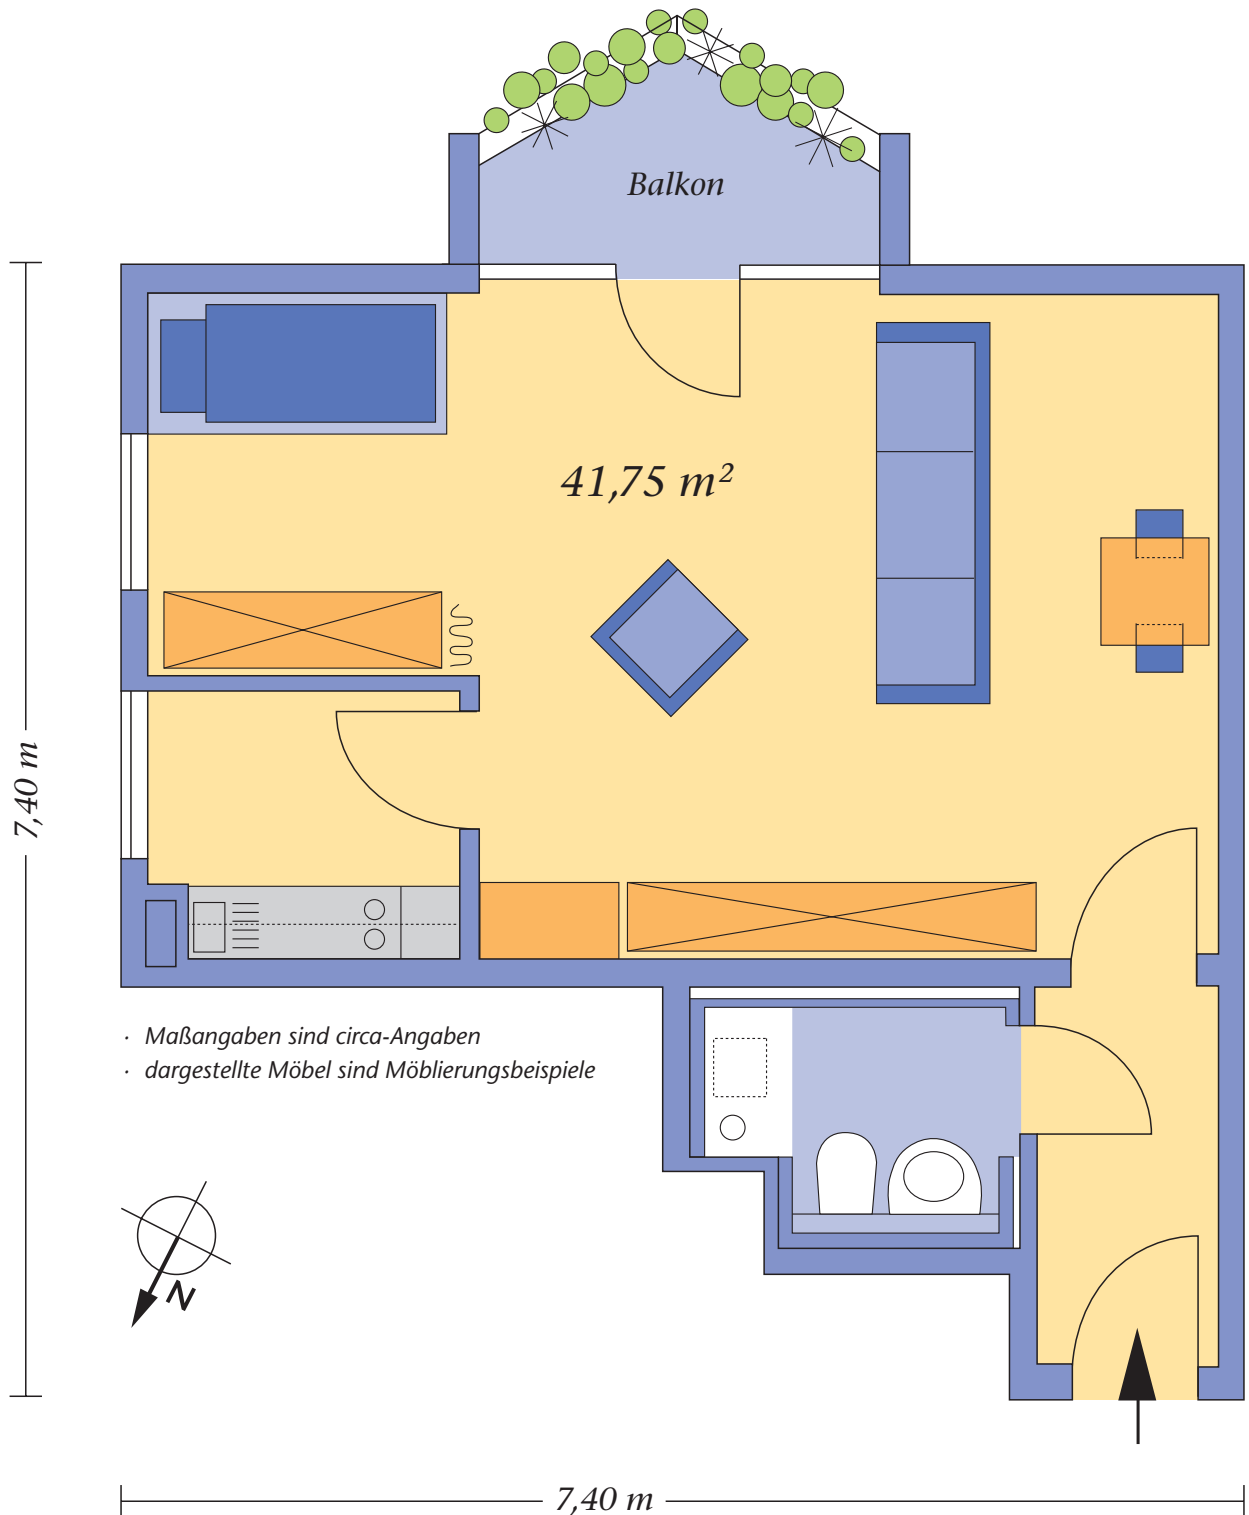 Balkon
41,75 m²
7,40 m
· Maßangaben sind circa-Angaben
· dargestellte Möbel sind Möblierungsbeispiele
N
7,40 m